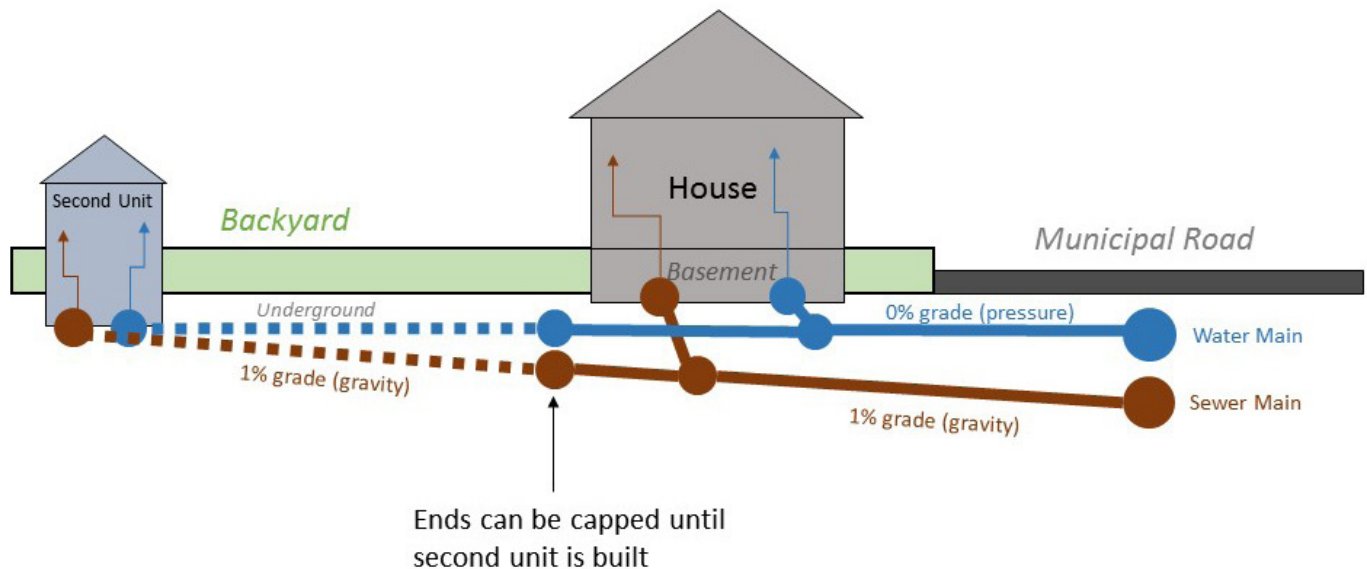 House
Second Unit
Backyard
Municipal Road
Basement
Underground
0% grade (pressure)
Water Main
1% grade (gravity)
Sewer Main
1% grade (gravity)
Ends can be capped until
second unit is built